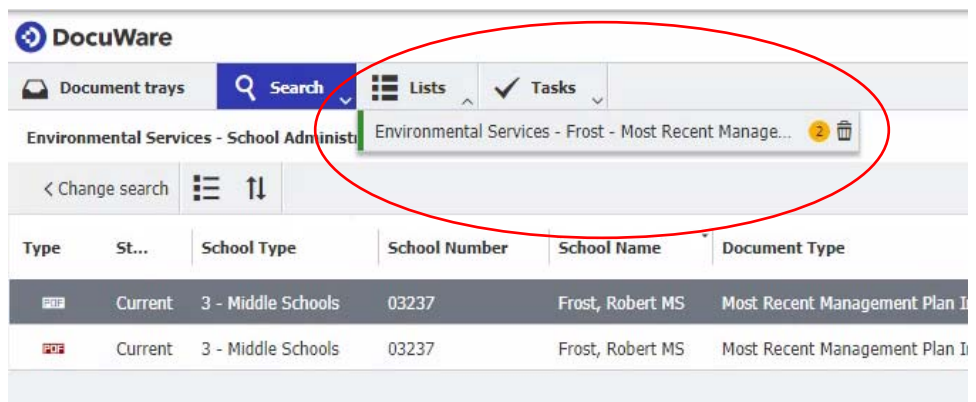 DocuWare
Document trays Search Lists Tasks
Environmental Services - Frost - Most Recent Manage... 2
Environmental Services - School Administ
< Change search
Type St... School Type School Number School Name Document Type
PDF Current 3 - Middle Schools 03237 Frost, Robert MS Most Recent Management Plan I
PDF Current 3 - Middle Schools 03237 Frost, Robert MS Most Recent Management Plan I